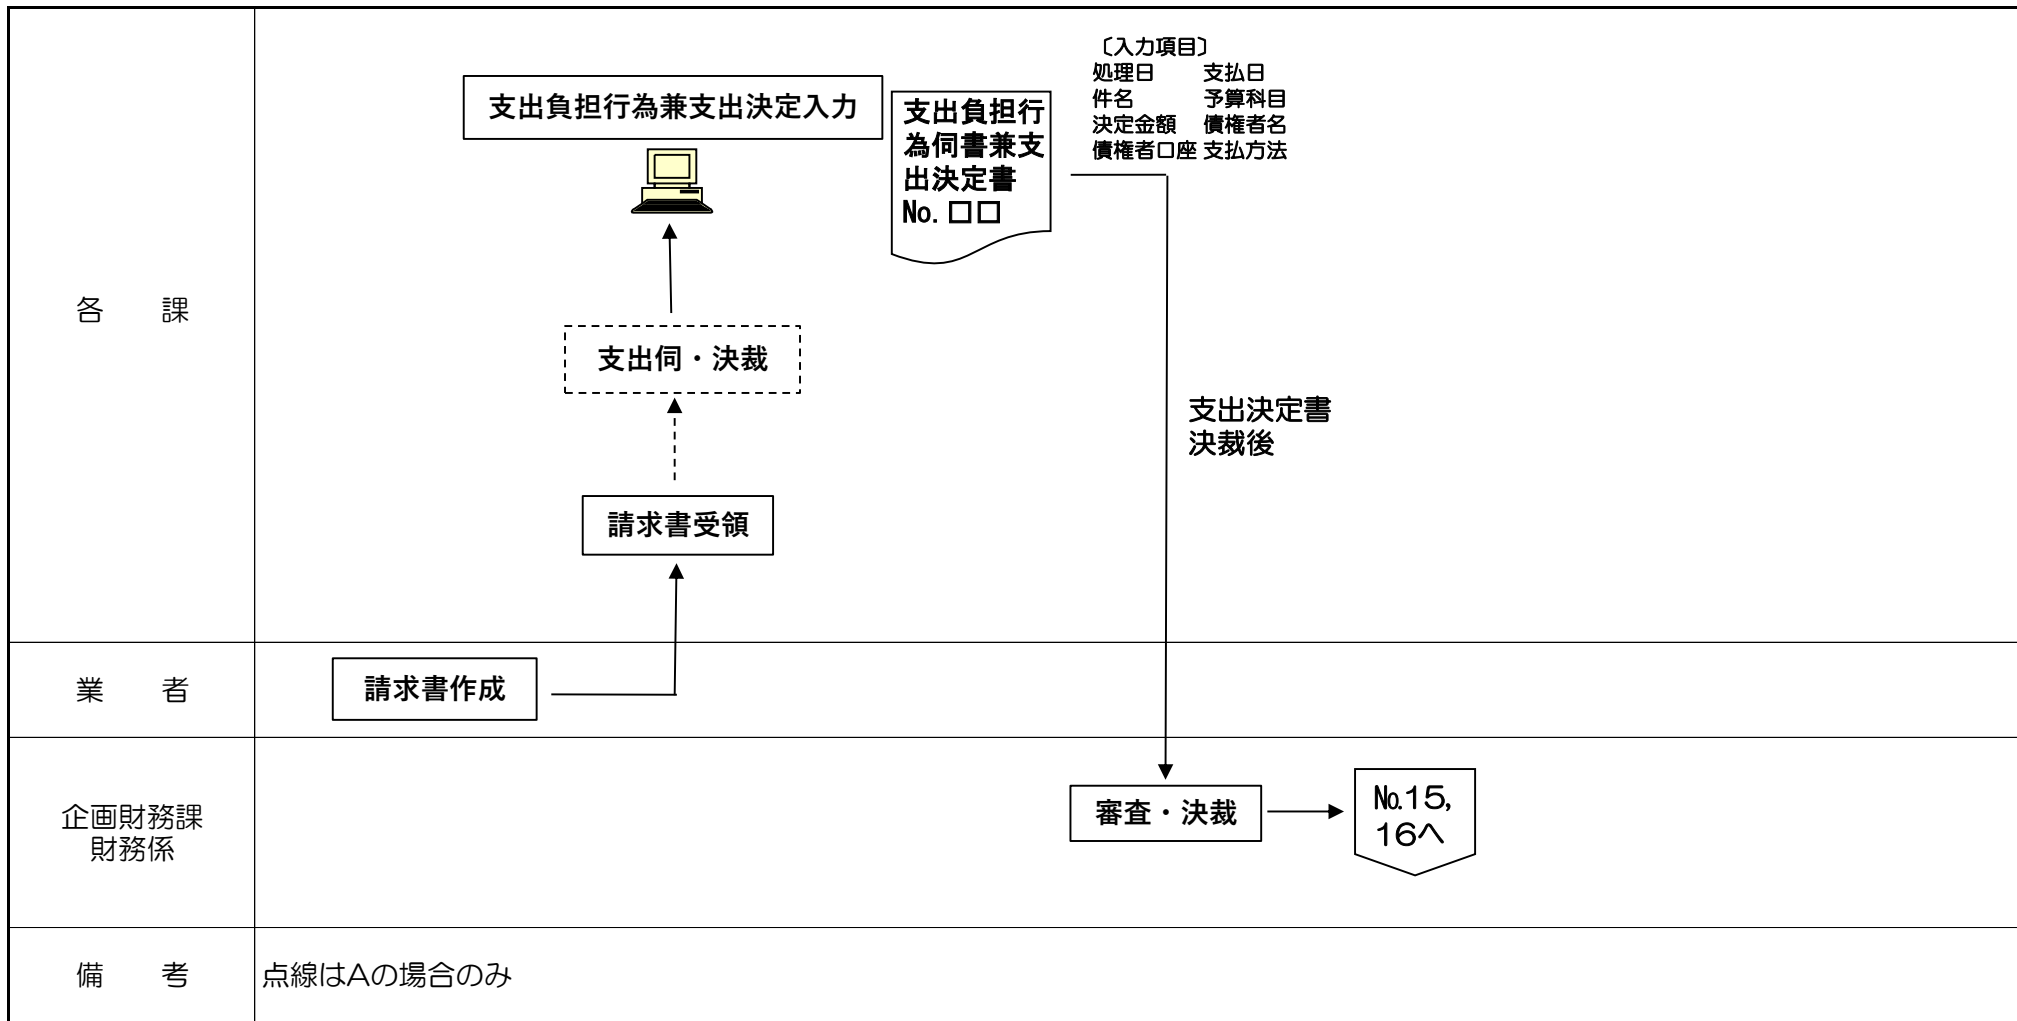 各　課
支出負担行為兼支出決定入力
支出負担行
為伺書兼支
出決定書
No.□□
〔入力項目〕
処理日　支払日
件名　予算科目
決定金額　債権者名
債権者口座 支払方法
支出伺・決裁
請求書受領
支出決定書
決裁後
業　者
請求書作成
企画財務課
財務係
審査・決裁
№15,
16へ
備　考
点線はAの場合のみ